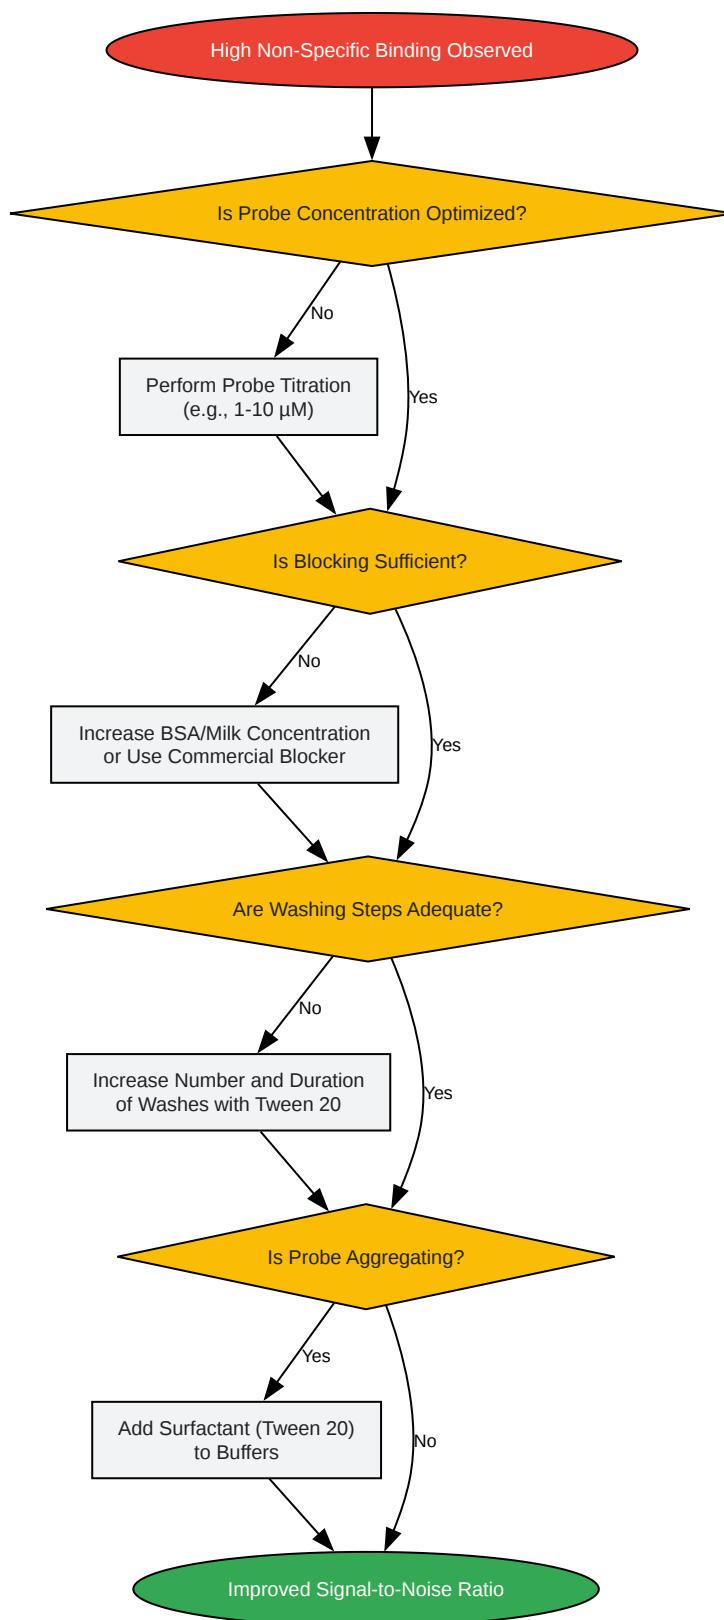 High Non-Specific Binding Observed
Is Probe Concentration Optimized?
No
Perform Probe Titration
(e.g., 1-10 µM)
Yes
Is Blocking Sufficient?
No
Increase BSA/Milk Concentration
or Use Commercial Blocker
Yes
Are Washing Steps Adequate?
No
Increase Number and Duration
of Washes with Tween 20
Yes
Is Probe Aggregating?
Yes
Add Surfactant (Tween 20)
to Buffers
No
Improved Signal-to-Noise Ratio